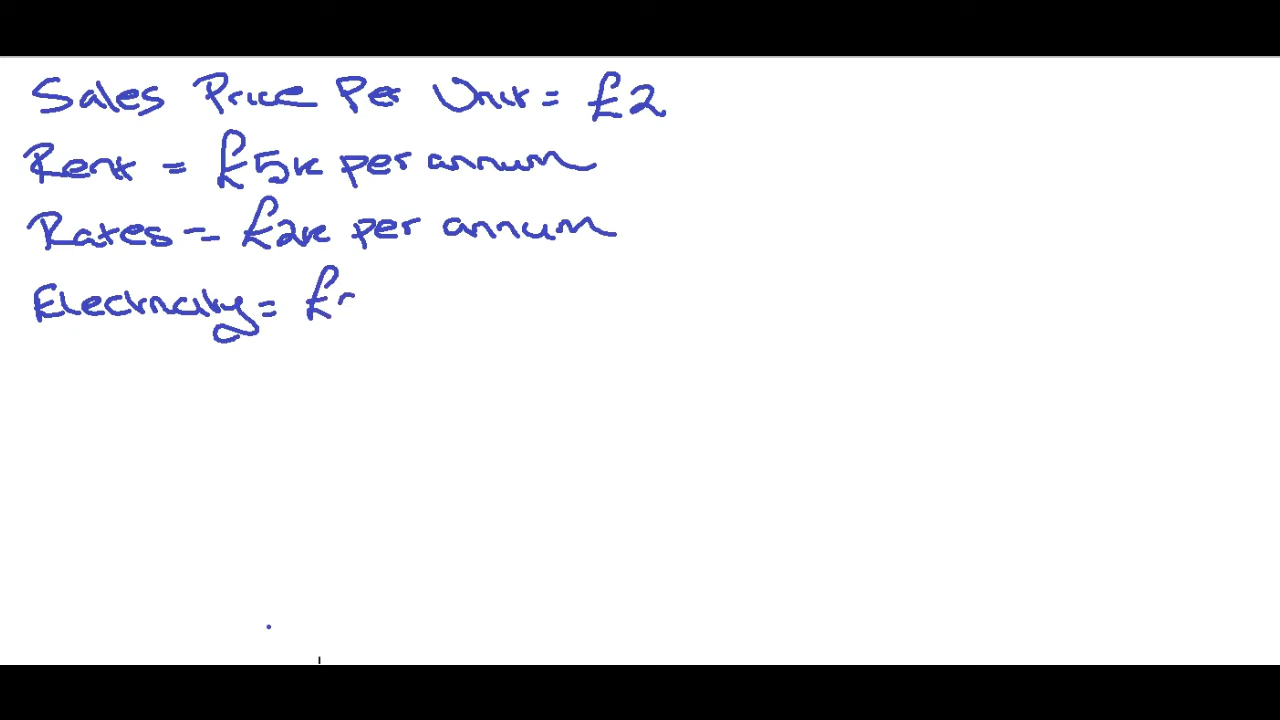 Sales Price Per Unit = £2
Rent = £5k per annum
Rates = £2k per annum
Electricity = £